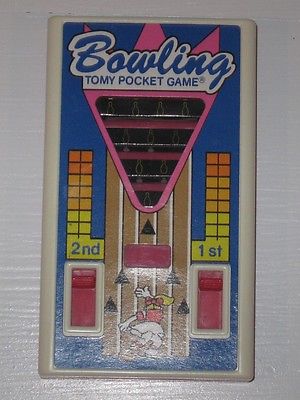 Bowling
TOMY POCKET GAME®
2nd
1st